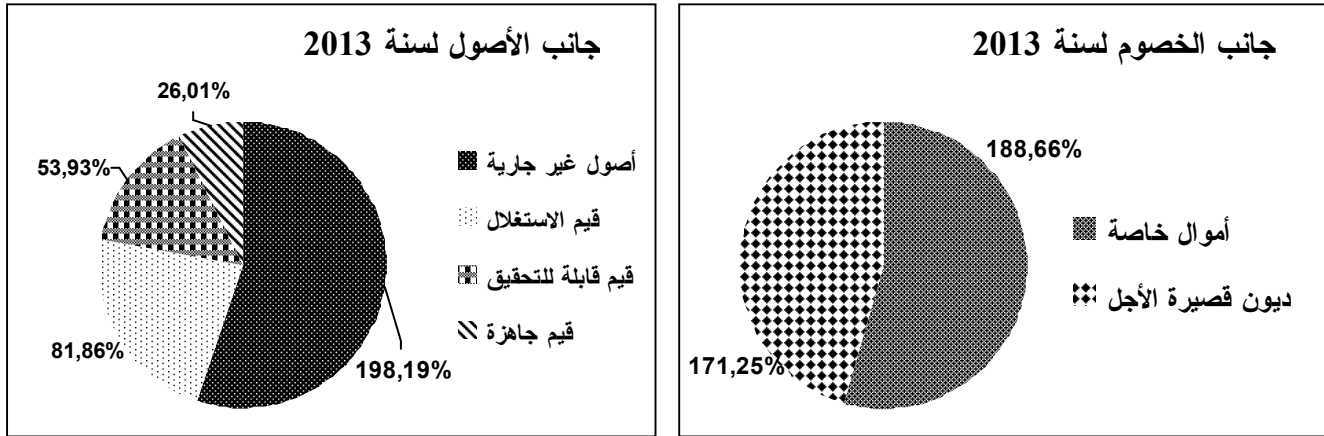 جانب الخصوم لسنة 2013
188,66%
أموال خاصة
ديون قصيرة الأجل
171,25%
جانب الأصول لسنة 2013
26,01%
53,93%
أصول غير جارية
قيم الاستغلال
قيم قابلة للتحقيق
قيم جاهزة
81,86%
198,19%